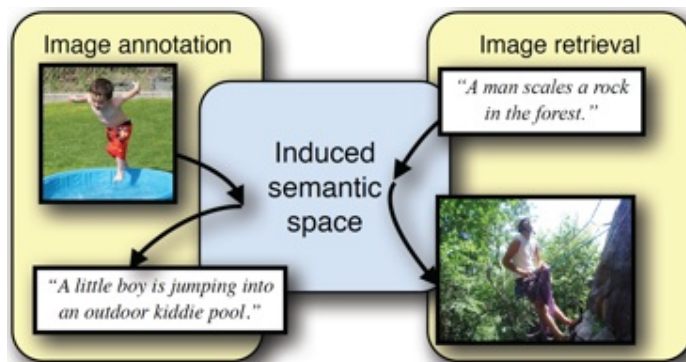 Image annotation
Image retrieval
“A man scales a rock
in the forest.”
Induced
semantic
space
“A little boy is jumping into
an outdoor kiddie pool.”